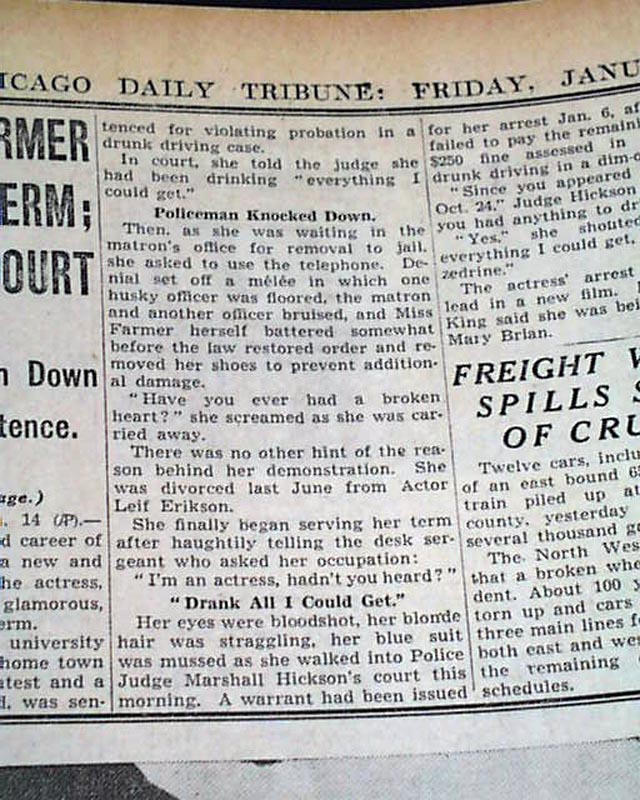 ICAGO DAILY TRIBUNE: FRIDAY, JANU
RMER
ERM;
OURT
n Down
tence.
age.)
. 14 (AP).—
d career of
a new and
he actress,
glamorous,
erm.
university
home town
atest and a
d, was sen-
tenced for violating probation in a
drunk driving case.
In court, she told the judge she
had been drinking "everything I
could get."
Policeman Knocked Down.
Then, as she was waiting in the
matron's office for removal to jail,
she asked to use the telephone. De-
nial set off a mêlée in which one
husky officer was floored, the matron
and another officer bruised, and Miss
Farmer herself battered somewhat
before the law restored order and re-
moved her shoes to prevent addition-
al damage.
"Have you ever had a broken
heart?" she screamed as she was car-
ried away.
There was no other hint of the rea-
son behind her demonstration. She
was divorced last June from Actor
Leif Erikson.
She finally began serving her term
after haughtily telling the desk ser-
geant who asked her occupation:
"I'm an actress, hadn't you heard?"
"Drank All I Could Get."
Her eyes were bloodshot, her blonde
hair was straggling, her blue suit
was mussed as she walked into Police
Judge Marshall Hickson's court this
morning. A warrant had been issued
for her arrest Jan. 6, af
failed to pay the remaini
$250 fine assessed in
drunk driving in a dim-o
"Since you appeared
Oct. 24," Judge Hickson
you had anything to dr
"Yes," she shouted
everything I could get,
zedrine."
The actress' arrest
lead in a new film.
King said she was bei
Mary Brian.
FREIGHT W
SPILLS
OF CRU
Twelve cars, inclu
of an east bound 65
train piled up at
county, yesterday
several thousand ga
The North Wes
that a broken whe
dent. About 100 y
torn up and cars
three main lines f
both east and wes
the remaining
schedules.